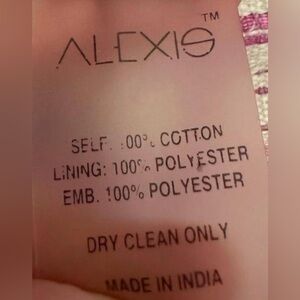 ALEXIS™
SELF: 100% COTTON
LINING: 100% POLYESTER
EMB. 100% POLYESTER
DRY CLEAN ONLY
MADE IN INDIA